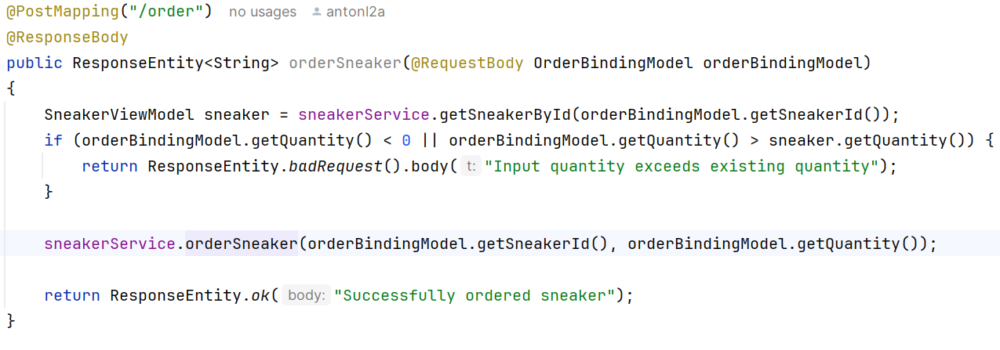 @PostMapping("/order") no usages antonl2a
@ResponseBody
public ResponseEntity<String> orderSneaker(@RequestBody OrderBindingModel orderBindingModel)
{
    SneakerViewModel sneaker = sneakerService.getSneakerById(orderBindingModel.getSneakerId());
    if (orderBindingModel.getQuantity() < 0 || orderBindingModel.getQuantity() > sneaker.getQuantity()) {
        return ResponseEntity.badRequest().body( t: "Input quantity exceeds existing quantity");
    }
    sneakerService.orderSneaker(orderBindingModel.getSneakerId(), orderBindingModel.getQuantity());
    return ResponseEntity.ok( body: "Successfully ordered sneaker");
}